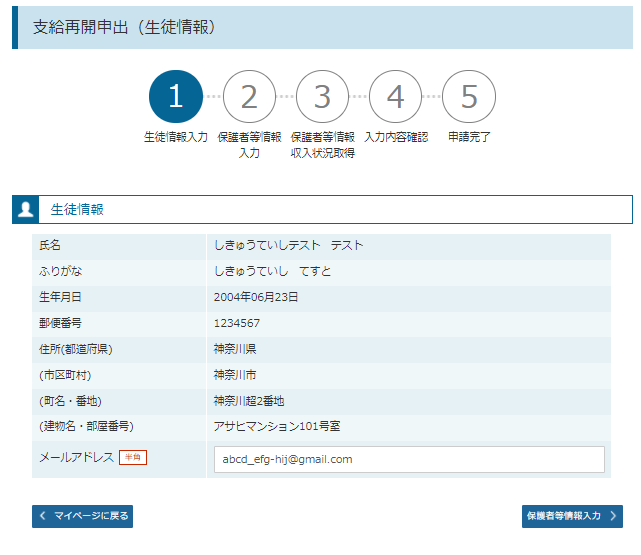 支給再開申出（生徒情報）
1 2 3 4 5
生徒情報入力 保護者等情報 保護者等情報 入力内容確認 申請完了
入力 収入状況取得
生徒情報
氏名 しきゅうていしテスト　テスト
ふりがな しきゅうていし　てすと
生年月日 2004年06月23日
郵便番号 1234567
住所(都道府県) 神奈川県
(市区町村) 神奈川市
(町名・番地) 神奈川超2番地
(建物名・部屋番号) アサヒマンション101号室
メールアドレス 半角 abcd_efg-hij@gmail.com
マイページに戻る 保護者等情報入力